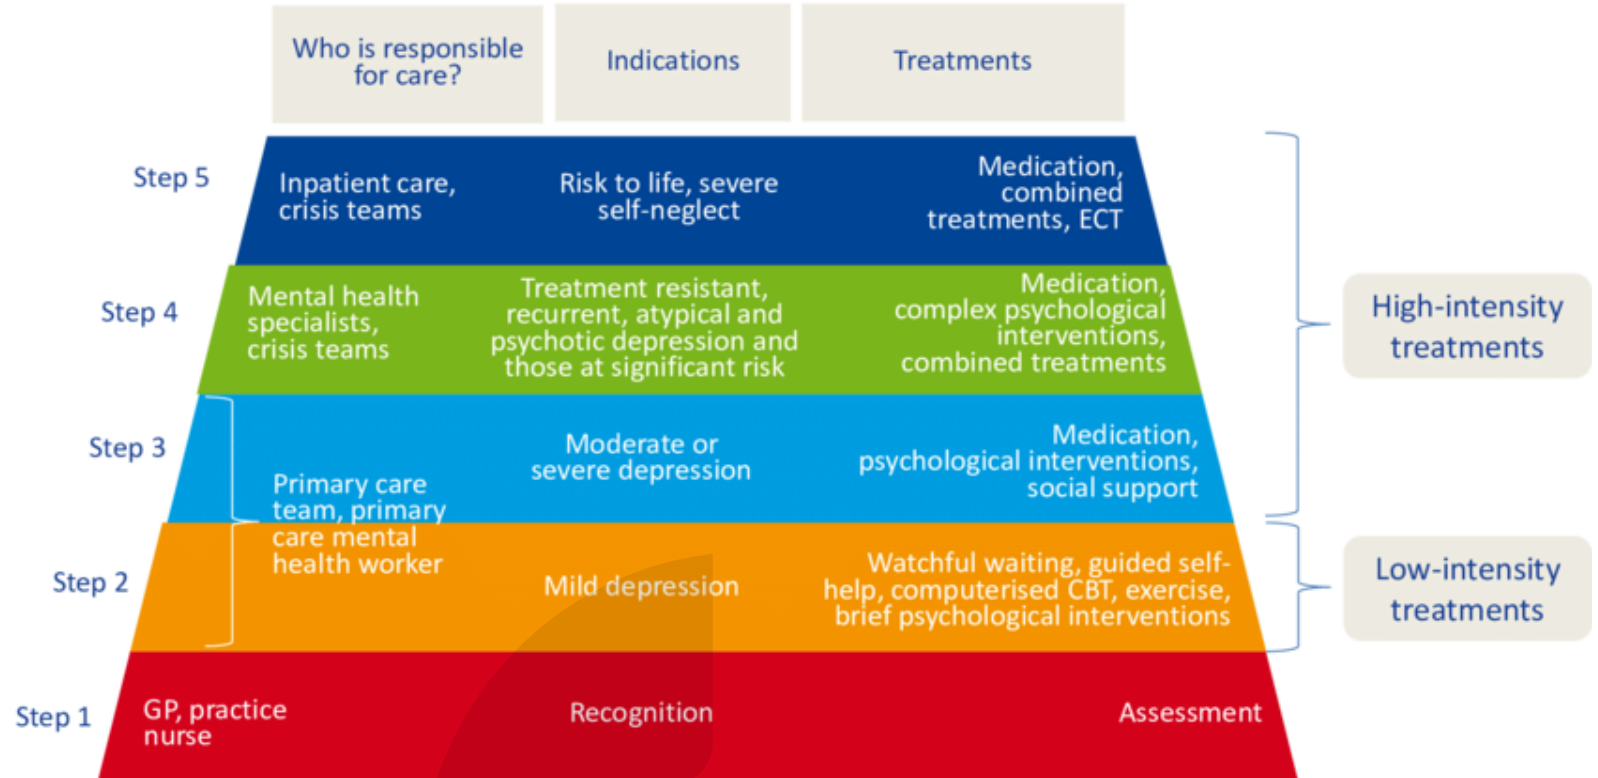 Who is responsible
for care?
Indications
Treatments
Step 5
Inpatient care,
crisis teams
Risk to life, severe
self-neglect
Medication,
combined
treatments, ECT
Step 4
Mental health
specialists,
crisis teams
Treatment resistant,
recurrent, atypical and
psychotic depression and
those at significant risk
Medication,
complex psychological
interventions,
combined treatments
High-intensity
treatments
Step 3
Primary care
team, primary
care mental
health worker
Moderate or
severe depression
Medication,
psychological interventions,
social support
Step 2
Mild depression
Watchful waiting, guided self-
help, computerised CBT, exercise,
brief psychological interventions
Low-intensity
treatments
Step 1
GP, practice
nurse
Recognition
Assessment